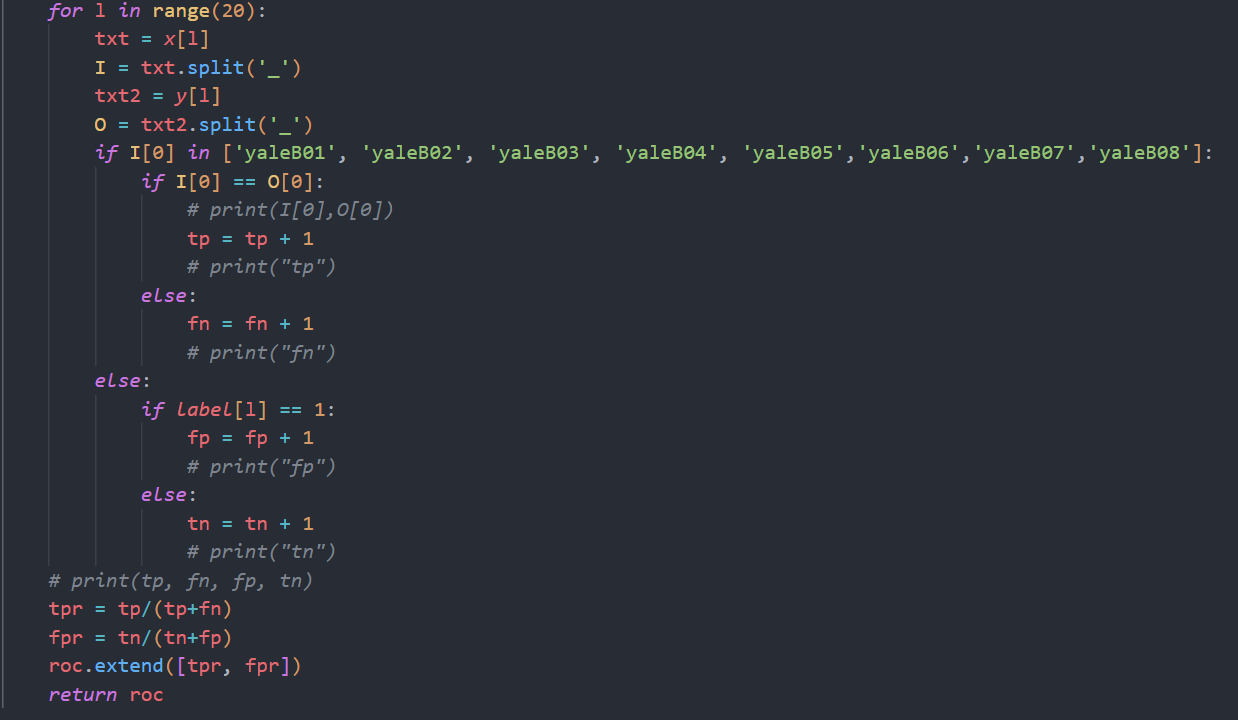 for l in range(20):
    txt = x[l]
    I = txt.split('_')
    txt2 = y[l]
    O = txt2.split('_')
    if I[0] in ['yaleB01', 'yaleB02', 'yaleB03', 'yaleB04', 'yaleB05','yaleB06','yaleB07','yaleB08']:
        if I[0] == O[0]:
            # print(I[0],O[0])
            tp = tp + 1
            # print("tp")
        else:
            fn = fn + 1
            # print("fn")
    else:
        if label[l] == 1:
            fp = fp + 1
            # print("fp")
        else:
            tn = tn + 1
            # print("tn")
# print(tp, fn, fp, tn)
tpr = tp/(tp+fn)
fpr = tn/(tn+fp)
roc.extend([tpr, fpr])
return roc